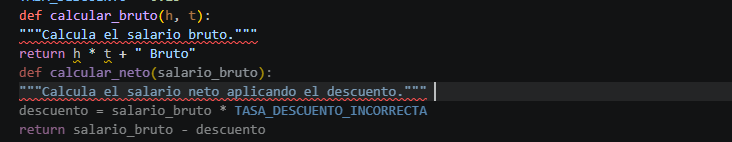 def calcular_bruto(h, t):
"""Calcula el salario bruto."""
return h * t + " Bruto"
def calcular_neto(salario_bruto):
"""Calcula el salario neto aplicando el descuento."""
descuento = salario_bruto * TASA_DESCUENTO_INCORRECTA
return salario_bruto - descuento